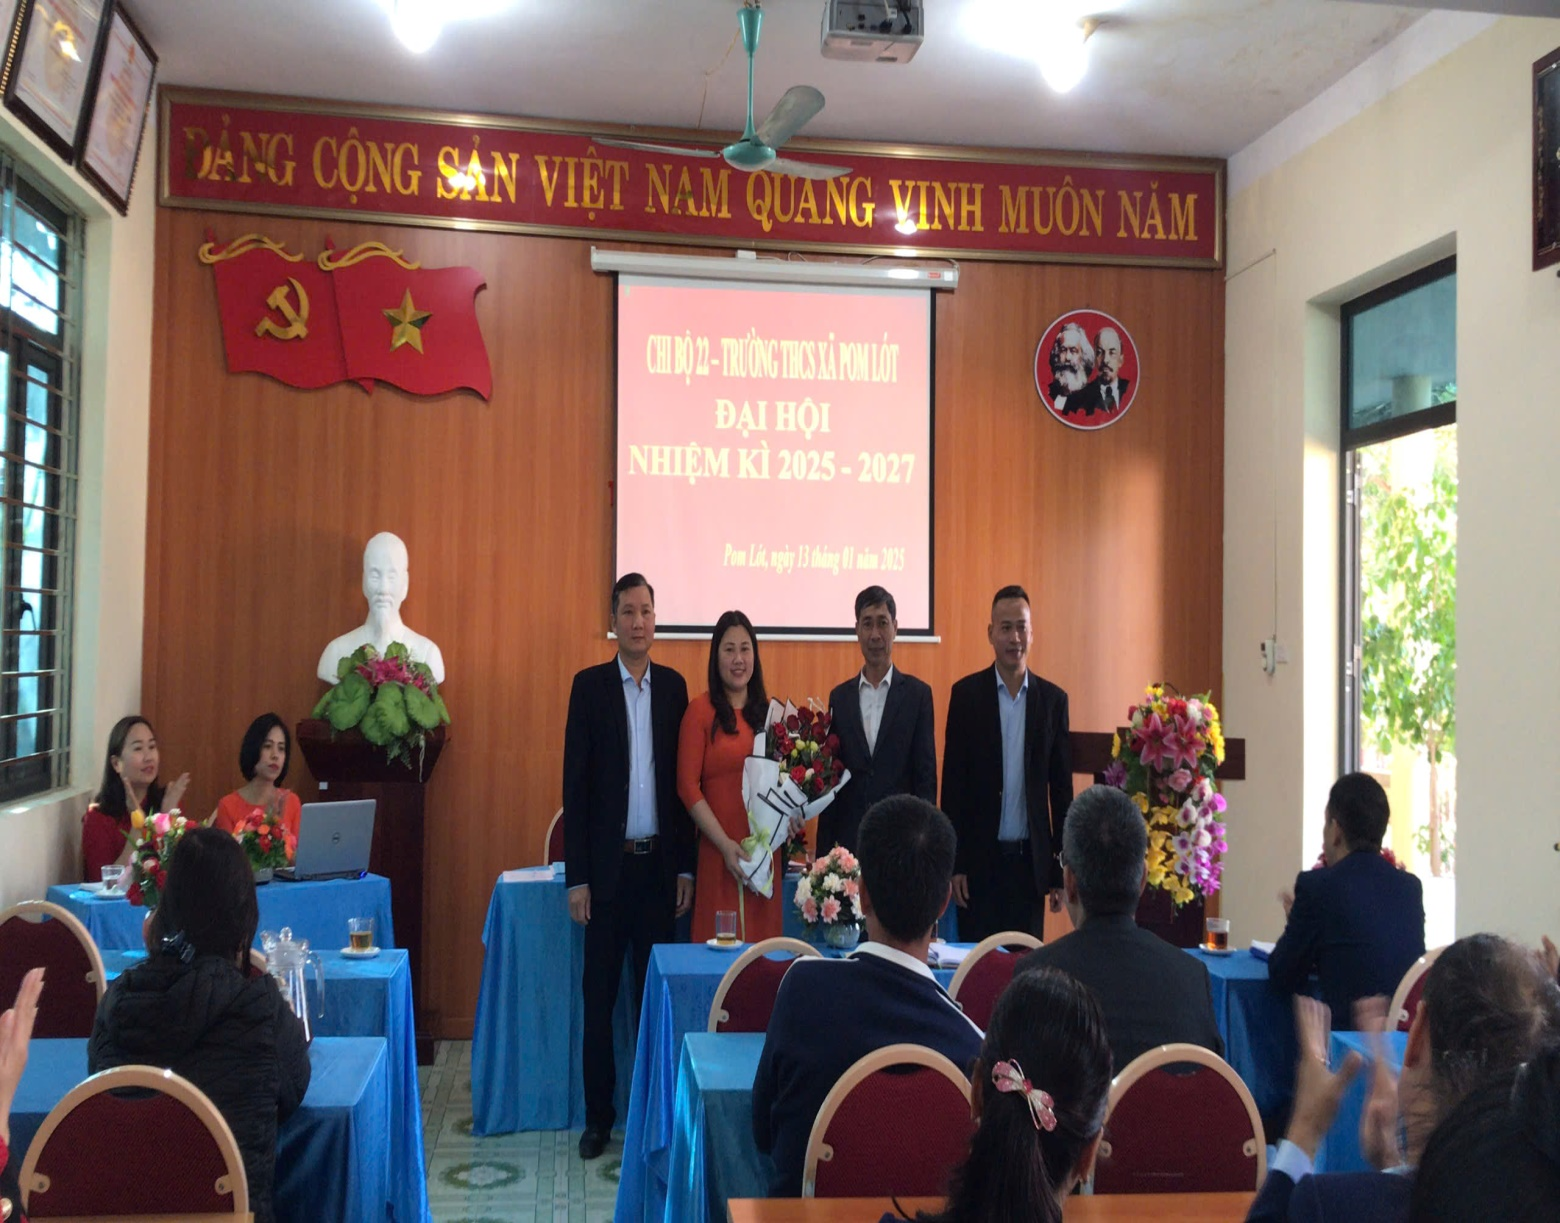 ĐẢNG CỘNG SẢN VIỆT NAM QUANG VINH MUÔN NĂM
CHI BỘ 22 – TRƯỜNG THCS XÃ POM LÓT
ĐẠI HỘI
NHIỆM KÌ 2025 - 2027
Pom Lót, ngày 13 tháng 01 năm 2025
DELL